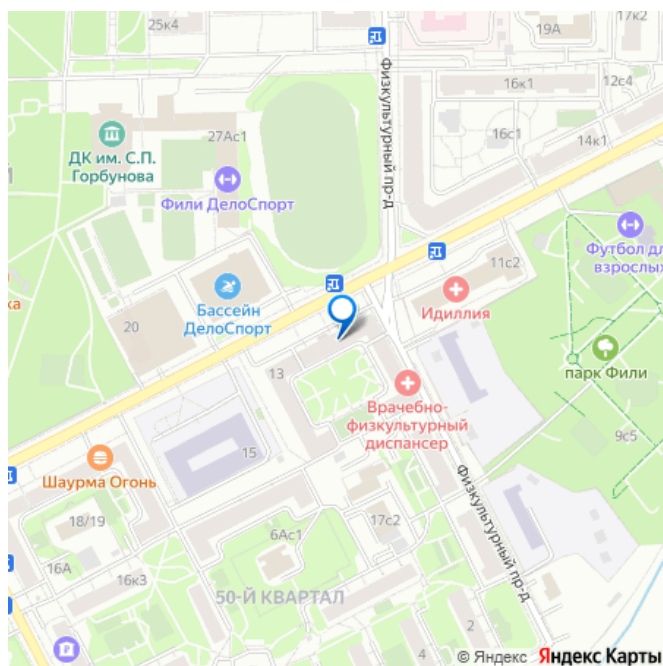 17к2
19А
Физкультурный пр-д
16к1
12с4
27Ас1
ДК им. С.П.
Горбунова
16с1
14к1
Фили ДелоСпорт
Футбол дл
взрослых
11с2
Идиллия
Бассейн
ДелоСпорт
20
ка
парк Фили
13
Врачебно-
физкультурный
диспансер
9с5
15
Шаурма Огонь
Физкультурный пр-д
18/19
17с2
6Ас1
16А
16к3
50-Й КВАРТАЛ
2
4
© Яндекс Яндекс Карты